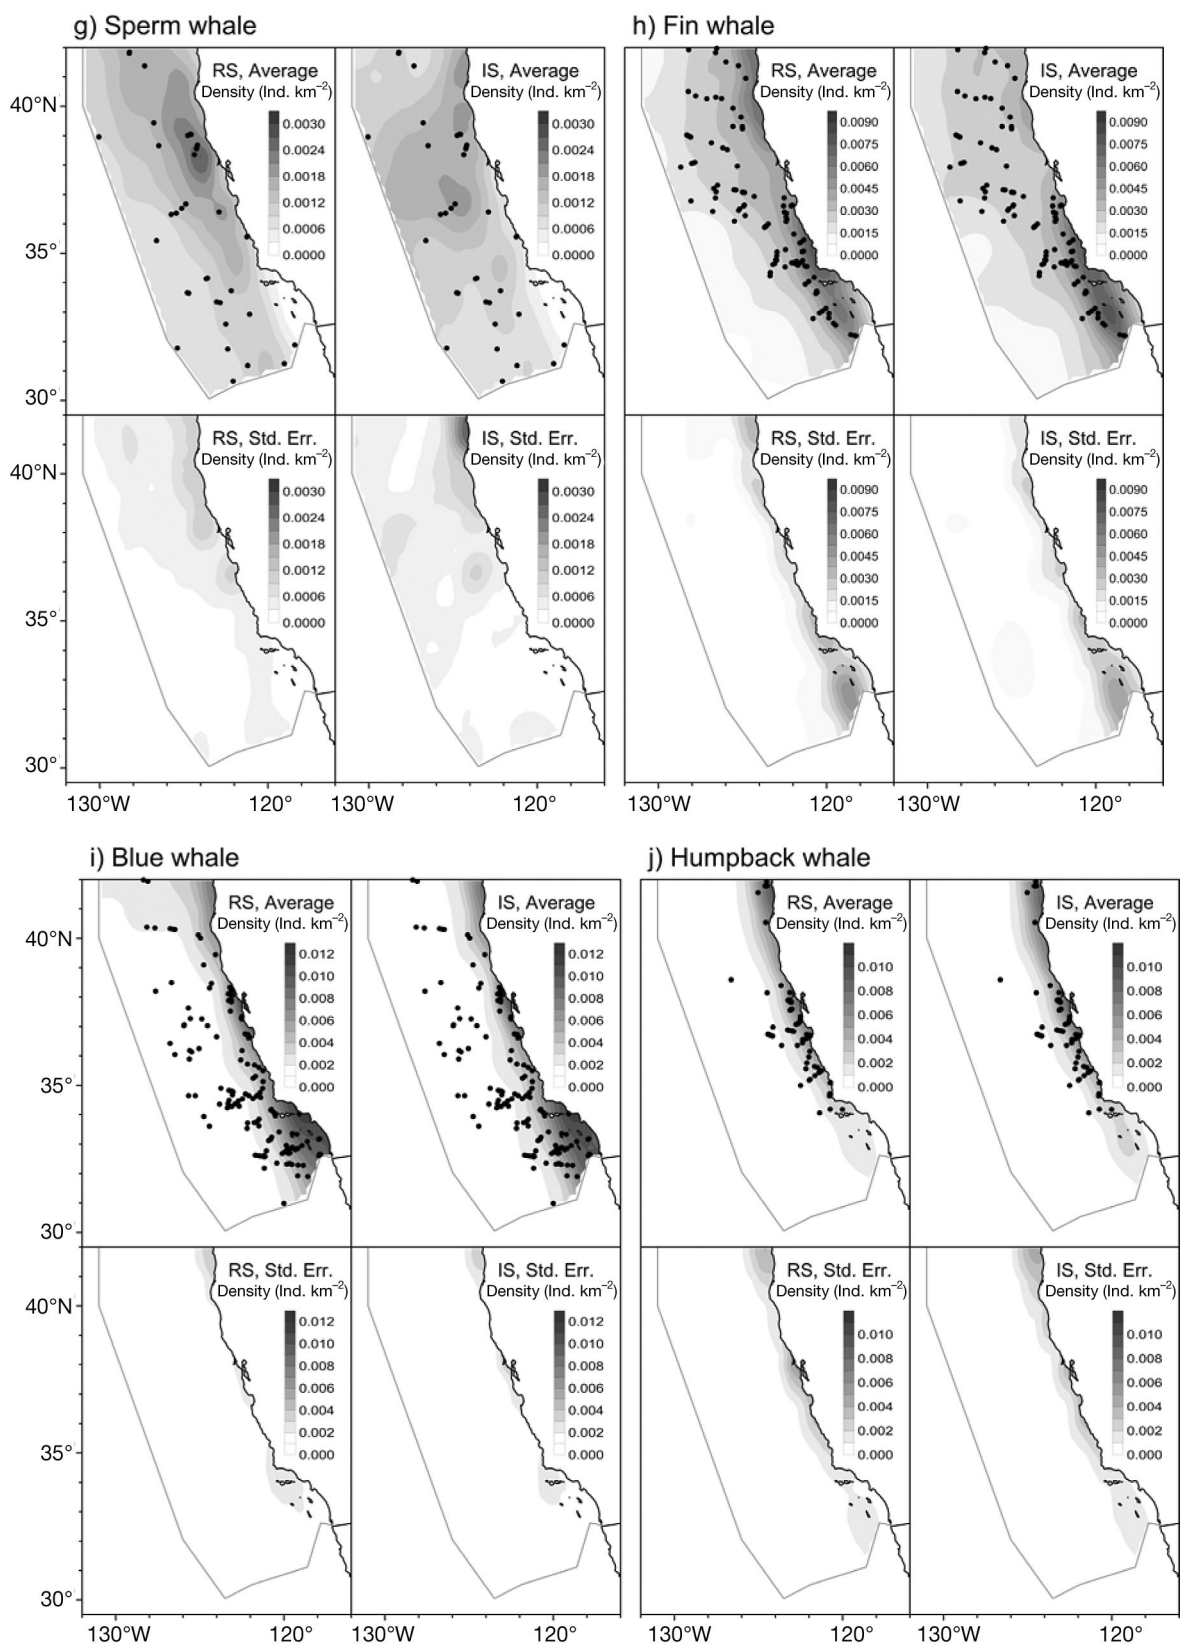 g) Sperm whale
h) Fin whale
RS, Average
Density (Ind. km⁻²)
0.0030
0.0024
0.0018
0.0012
0.0006
0.0000
IS, Average
Density (Ind. km⁻²)
0.0030
0.0024
0.0018
0.0012
0.0006
0.0000
RS, Average
Density (Ind. km⁻²)
0.0090
0.0075
0.0060
0.0045
0.0030
0.0015
0.0000
IS, Average
Density (Ind. km⁻²)
0.0090
0.0075
0.0060
0.0045
0.0030
0.0015
0.0000
40°N
35°
30°
RS, Std. Err.
Density (Ind. km⁻²)
0.0030
0.0024
0.0018
0.0012
0.0006
0.0000
IS, Std. Err.
Density (Ind. km⁻²)
0.0030
0.0024
0.0018
0.0012
0.0006
0.0000
RS, Std. Err.
Density (Ind. km⁻²)
0.0090
0.0075
0.0060
0.0045
0.0030
0.0015
0.0000
IS, Std. Err.
Density (Ind. km⁻²)
0.0090
0.0075
0.0060
0.0045
0.0030
0.0015
0.0000
40°N
35°
30°
130°W 120° 130°W 120° 130°W 120° 130°W 120°
i) Blue whale
j) Humpback whale
RS, Average
Density (Ind. km⁻²)
0.012
0.010
0.008
0.006
0.004
0.002
0.000
IS, Average
Density (Ind. km⁻²)
0.012
0.010
0.008
0.006
0.004
0.002
0.000
RS, Average
Density (Ind. km⁻²)
0.010
0.008
0.006
0.004
0.002
0.000
IS, Average
Density (Ind. km⁻²)
0.010
0.008
0.006
0.004
0.002
0.000
40°N
35°
30°
RS, Std. Err.
Density (Ind. km⁻²)
0.012
0.010
0.008
0.006
0.004
0.002
0.000
IS, Std. Err.
Density (Ind. km⁻²)
0.012
0.010
0.008
0.006
0.004
0.002
0.000
RS, Std. Err.
Density (Ind. km⁻²)
0.010
0.008
0.006
0.004
0.002
0.000
IS, Std. Err.
Density (Ind. km⁻²)
0.010
0.008
0.006
0.004
0.002
0.000
40°N
35°
30°
130°W 120° 130°W 120° 130°W 120° 130°W 120°